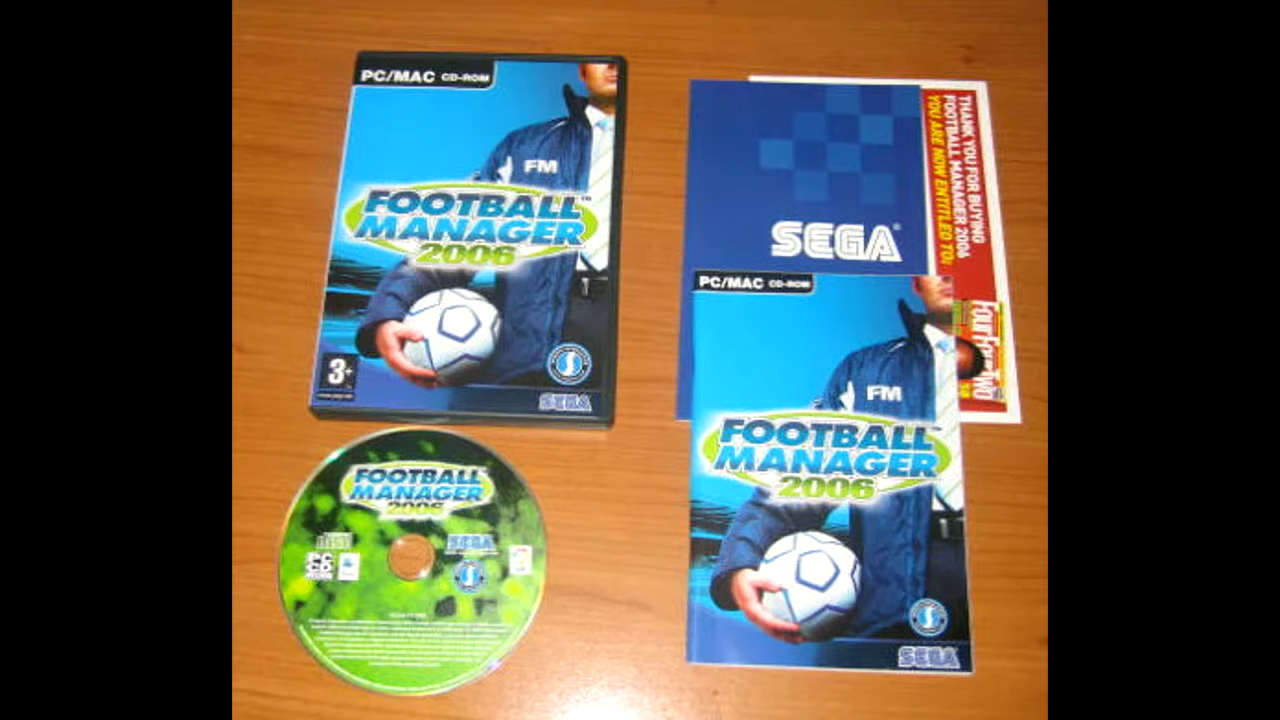 PC/MAC CD-ROM
FM
FOOTBALL™
MANAGER
2006
3+
SEGA
SEGA®
THANK YOU FOR BUYING
FOOTBALL MANAGER 2006
YOU ARE NOW ENTITLED TO:
FourFourTwo
PC/MAC CD-ROM
FM
FOOTBALL
MANAGER
2006
SEGA
FOOTBALL
MANAGER
2006
SEGA
PC
CD